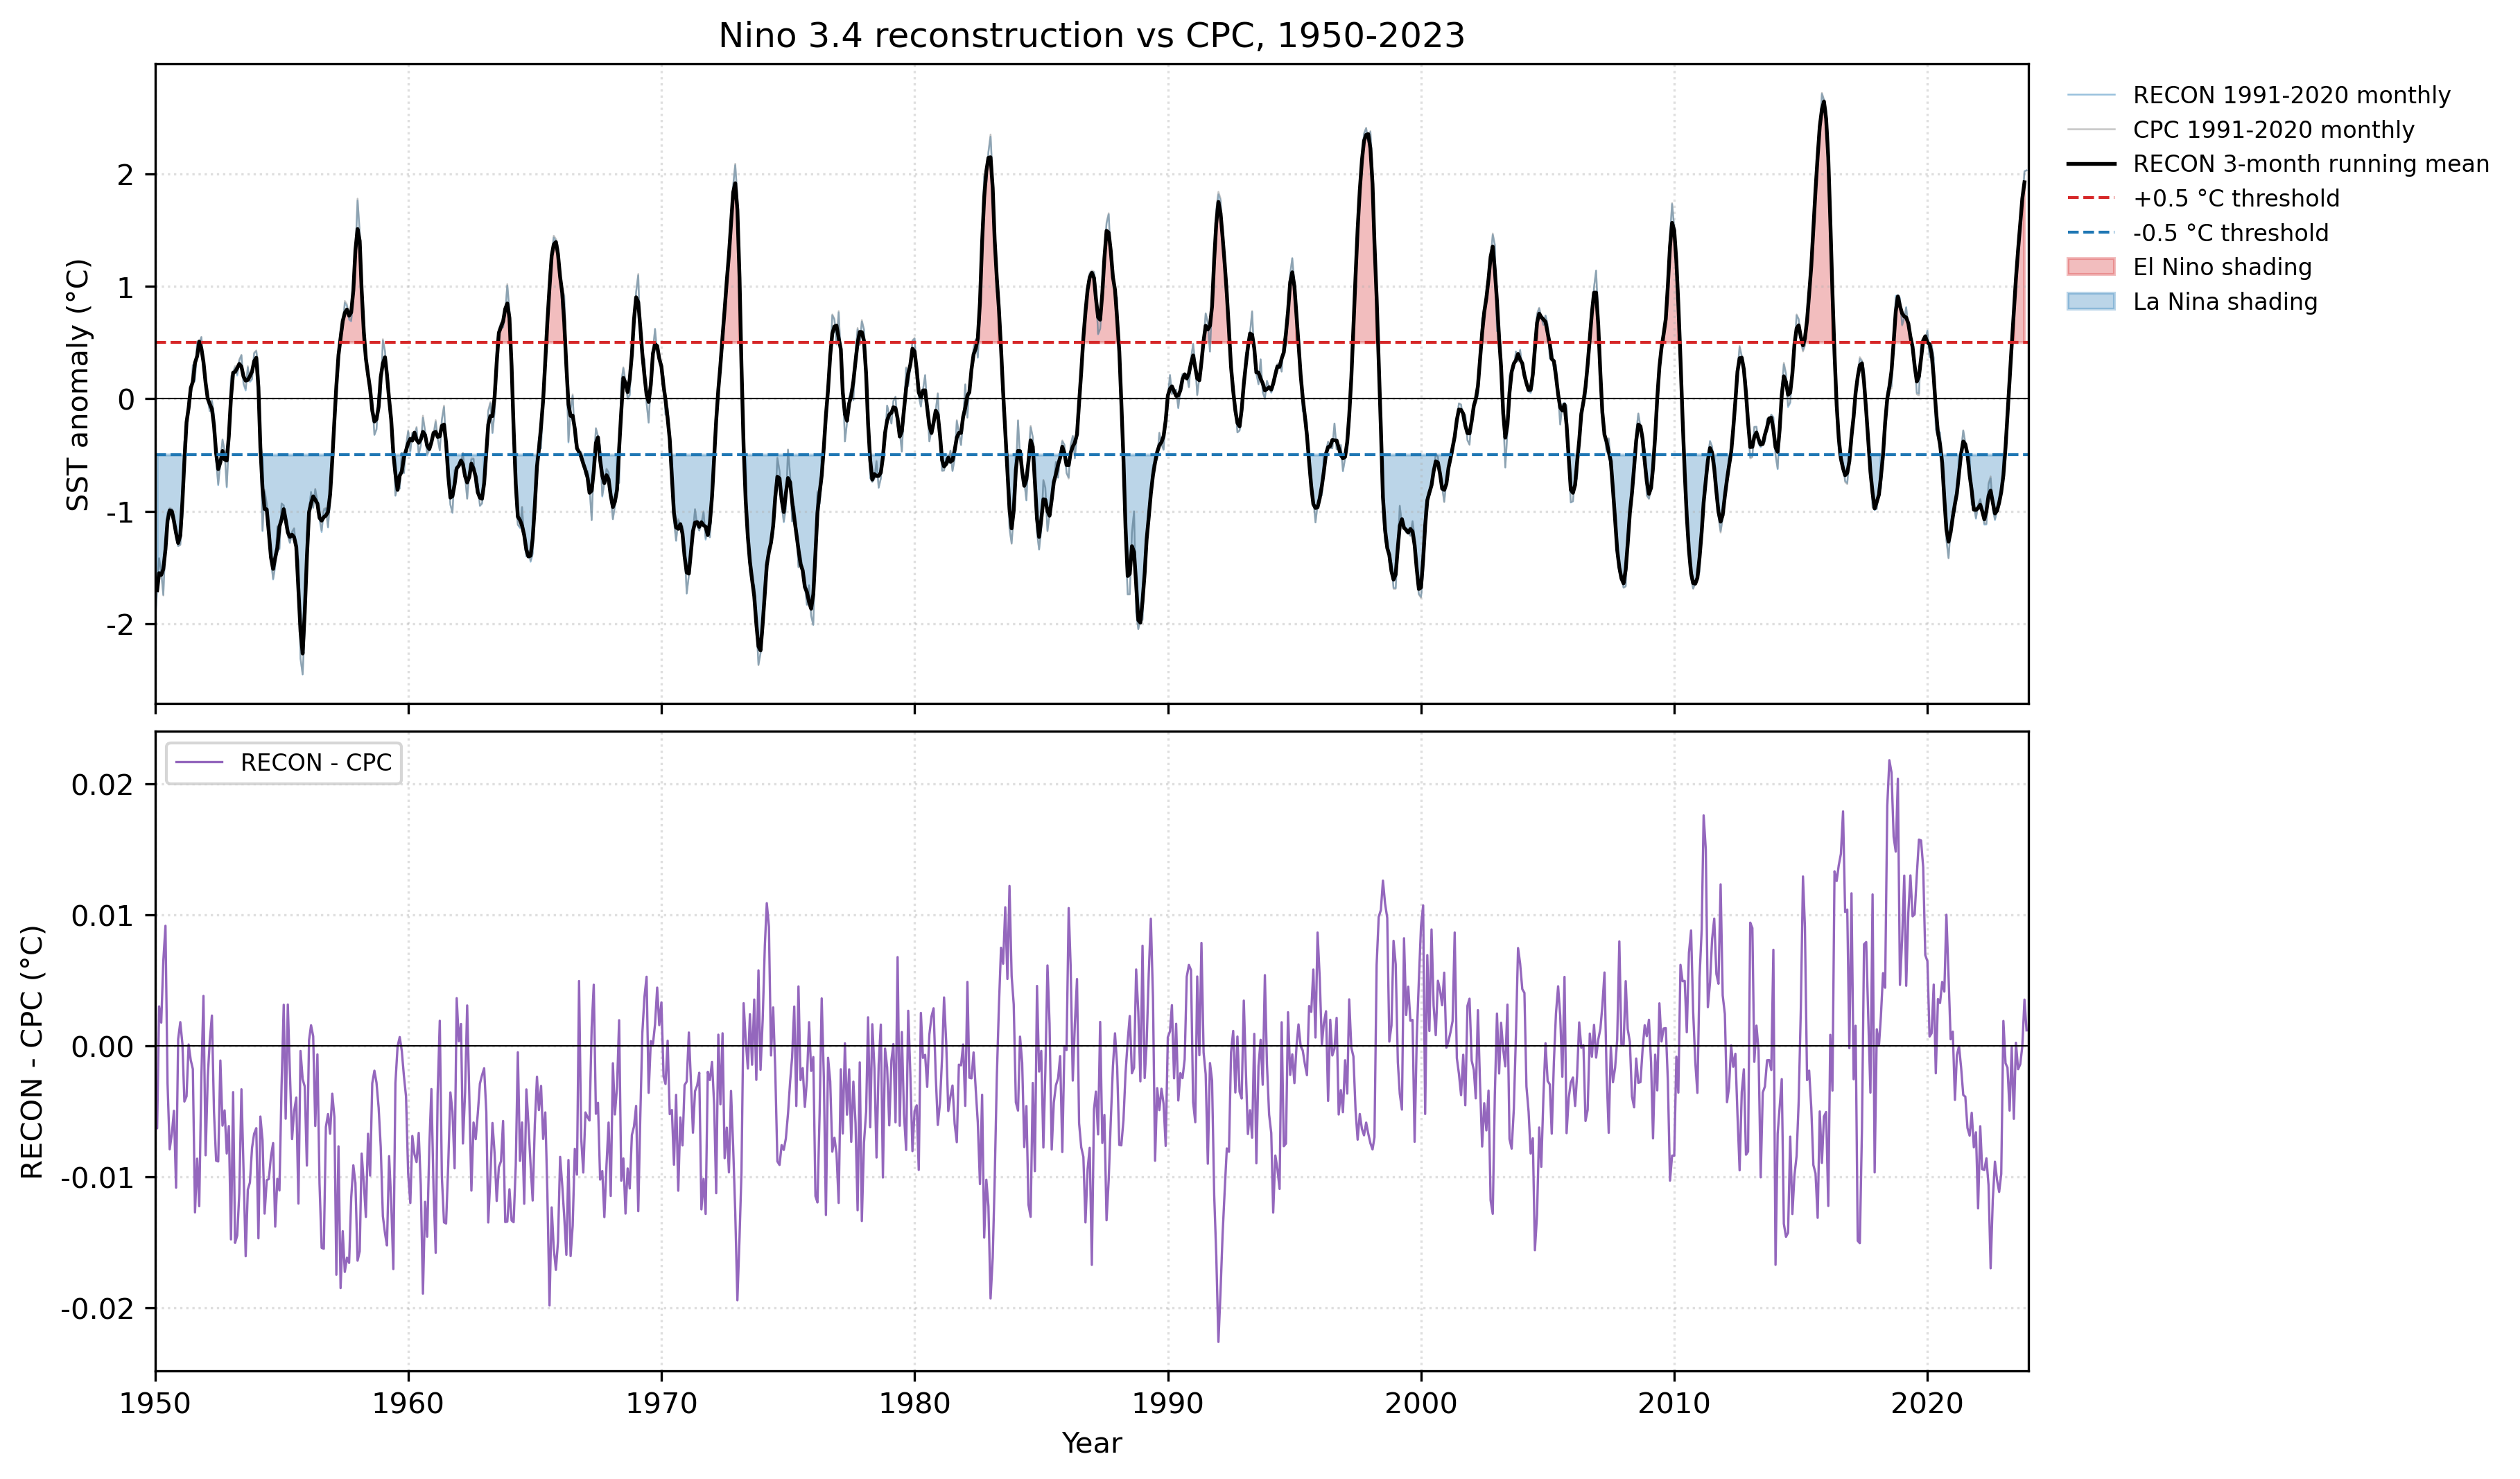 Nino 3.4 reconstruction vs CPC, 1950-2023
SST anomaly (°C)
2
1
0
-1
-2
RECON 1991-2020 monthly
CPC 1991-2020 monthly
RECON 3-month running mean
+0.5 °C threshold
-0.5 °C threshold
El Nino shading
La Nina shading
RECON - CPC
RECON - CPC (°C)
0.02
0.01
0.00
-0.01
-0.02
1950 1960 1970 1980 1990 2000 2010 2020
Year